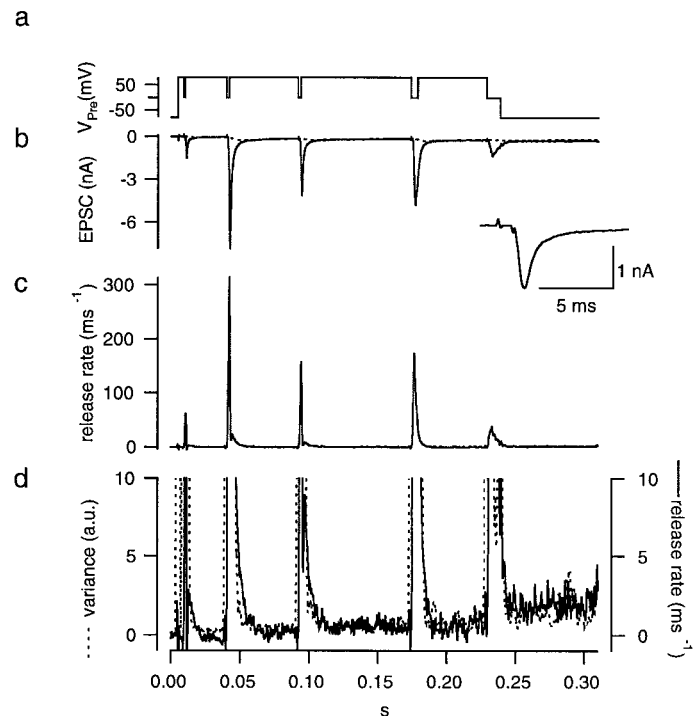 a
V_Pre(mV)
50
-50
b
EPSC (nA)
0
-3
-6
1 nA
5 ms
c
release rate (ms⁻¹)
300
200
100
0
d
variance (a.u.)
10
5
0
10
5
0
release rate (ms⁻¹)
0.00 0.05 0.10 0.15 0.20 0.25 0.30
s